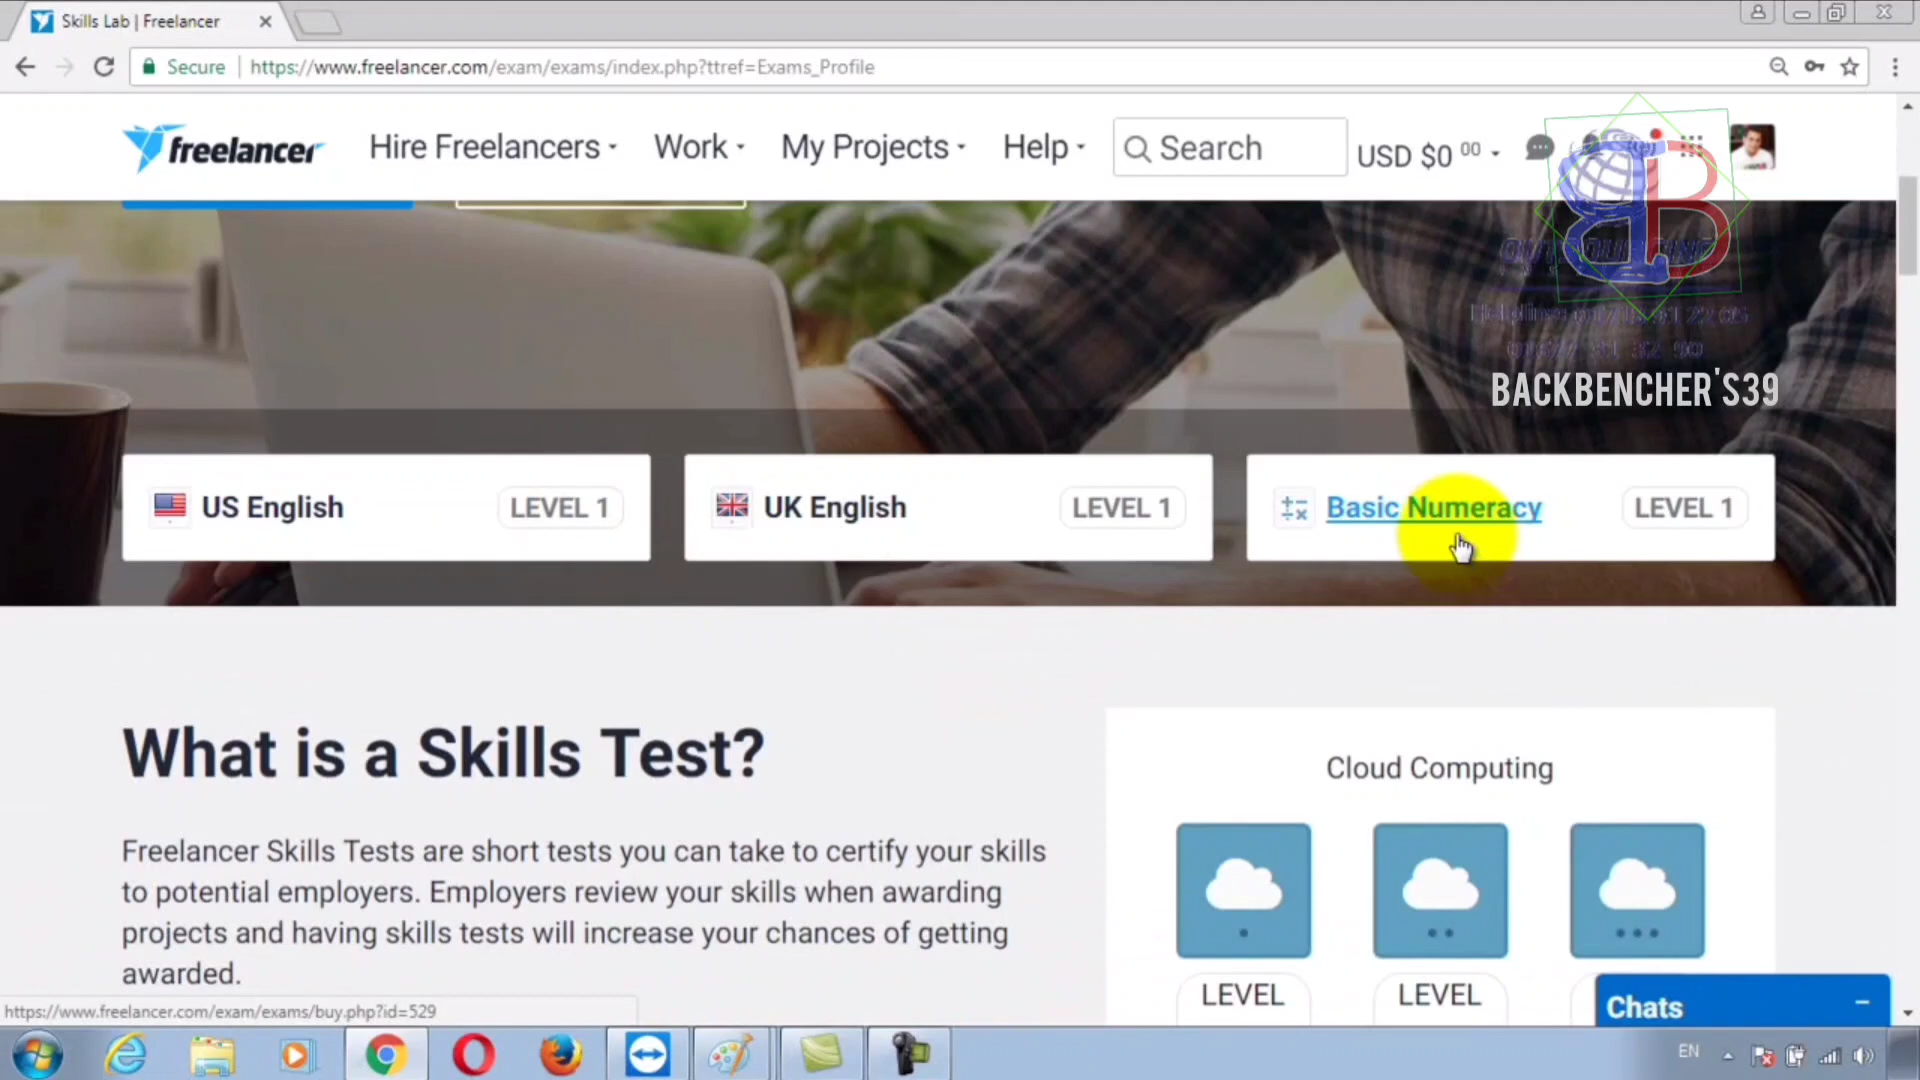 Skills Lab | Freelancer
Secure
https://www.freelancer.com/exam/exams/index.php?ttref=Exams_Profile
freelancer
Hire Freelancers
Work
My Projects
Help
Search
USD $0 00
BACKBENCHER'S39
US English
LEVEL 1
UK English
LEVEL 1
Basic Numeracy
LEVEL 1
What is a Skills Test?
Freelancer Skills Tests are short tests you can take to certify your skills
to potential employers. Employers review your skills when awarding
projects and having skills tests will increase your chances of getting
awarded.
Cloud Computing
LEVEL
LEVEL
Chats
https://www.freelancer.com/exam/exams/buy.php?id=529
EN